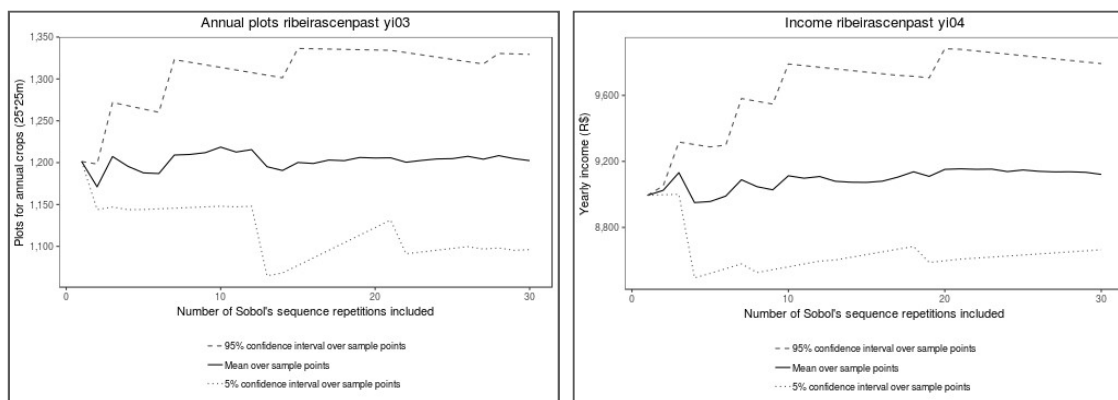 Annual plots ribeirascenpast yi03
Plots for annual crops (25*25m)
1,350
1,300
1,250
1,200
1,150
1,100
0
10
20
30
Number of Sobol's sequence repetitions included
95% confidence interval over sample points
Mean over sample points
5% confidence interval over sample points
Income ribeirascenpast yi04
Yearly income (R$)
9,600
9,200
8,800
0
10
20
30
Number of Sobol's sequence repetitions included
95% confidence interval over sample points
Mean over sample points
5% confidence interval over sample points